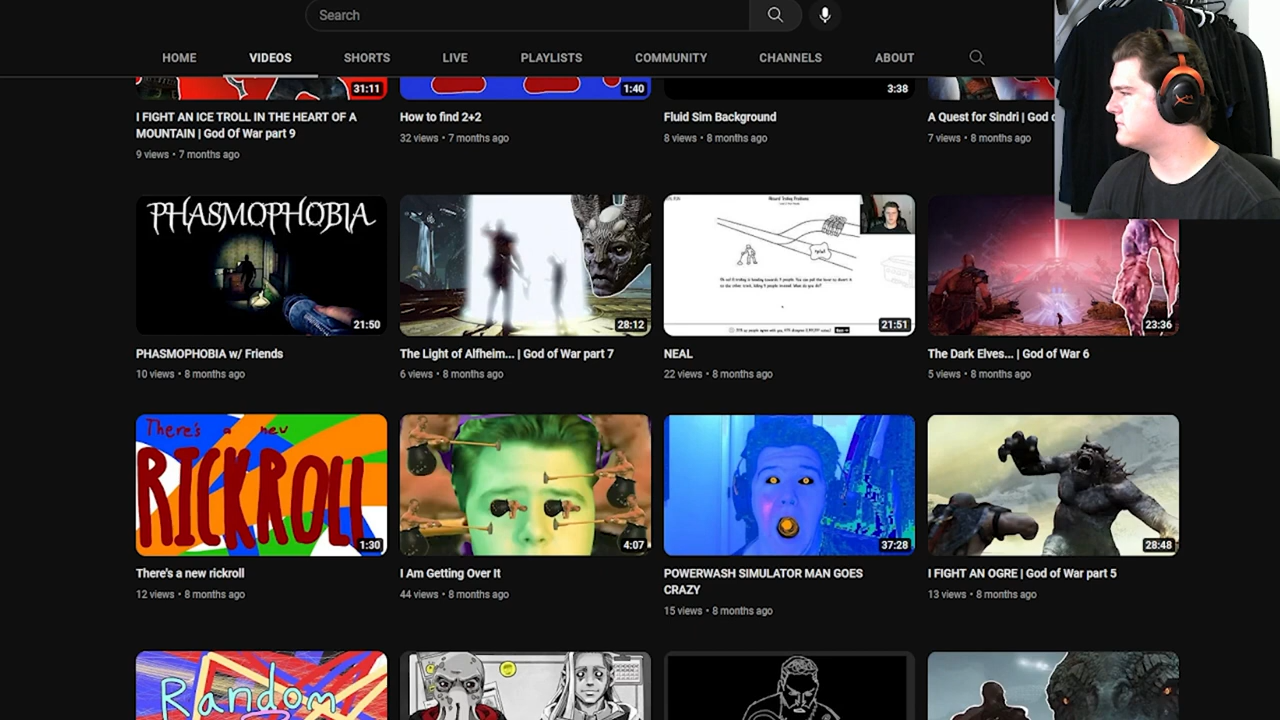 Search
HOME
VIDEOS
SHORTS
LIVE
PLAYLISTS
COMMUNITY
CHANNELS
ABOUT
31:11
1:40
3:38
I FIGHT AN ICE TROLL IN THE HEART OF A
MOUNTAIN | God Of War part 9
9 views • 7 months ago
How to find 2+2
32 views • 7 months ago
Fluid Sim Background
8 views • 8 months ago
A Quest for Sindri | God
7 views • 8 months ago
PHASMOPHOBIA
21:50
28:12
21:51
23:36
PHASMOPHOBIA w/ Friends
10 views • 8 months ago
The Light of Alfheim... | God of War part 7
6 views • 8 months ago
NEAL
22 views • 8 months ago
The Dark Elves... | God of War 6
5 views • 8 months ago
There's a new
RICKROLL
1:30
4:07
37:28
28:48
There's a new rickroll
12 views • 8 months ago
I Am Getting Over It
44 views • 8 months ago
POWERWASH SIMULATOR MAN GOES
CRAZY
15 views • 8 months ago
I FIGHT AN OGRE | God of War part 5
13 views • 8 months ago
Random